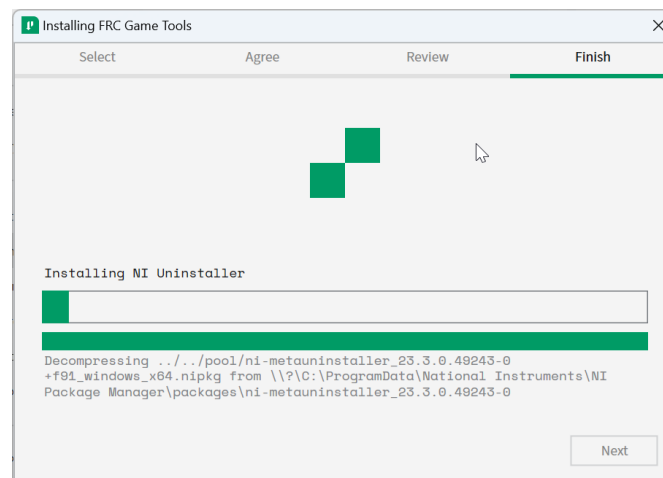 Installing FRC Game Tools
Select Agree Review Finish
Installing NI Uninstaller
Decompressing ../../pool/ni-metauninstaller_23.3.0.49243-0
+f91_windows_x64.nipkg from \\?\C:\ProgramData\National Instruments\NI
Package Manager\packages\ni-metauninstaller_23.3.0.49243-0
Next